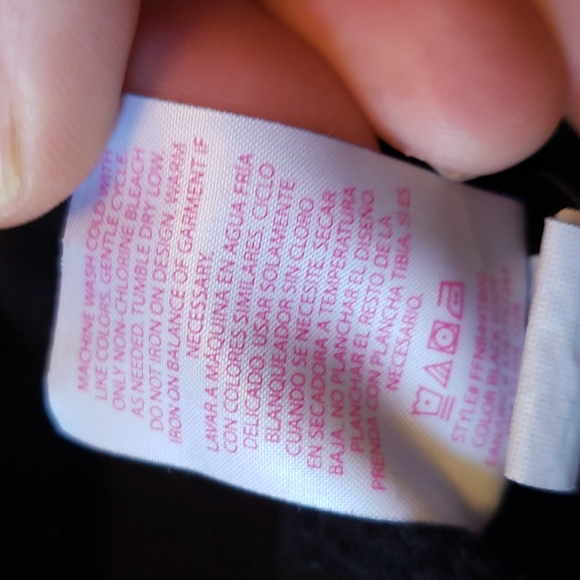 MACHINE WASH COLD WITH
LIKE COLORS, GENTLE CYCLE
ONLY NON-CHLORINE BLEACH
AS NEEDED. TUMBLE DRY LOW.
DO NOT IRON ON DESIGN. WARM
IRON ON BALANCE OF GARMENT IF
NECESSARY.
LAVAR A MÁQUINA EN AGUA FRIA
CON COLORES SIMILARES. CICLO
DELICADO. USAR SOLAMENTE
BLANQUEADOR SIN CLORO
CUANDO SE NECESITE. SECAR
EN SECADORA A TEMPERATURA
BAJA. NO PLANCHAR EL DISENO.
PLANCHAR EL RESTO DE LA
PRENDA CON PLANCHA TIBIA, SI ES
NECESARIO.
STYLE#
COLOR BLACK